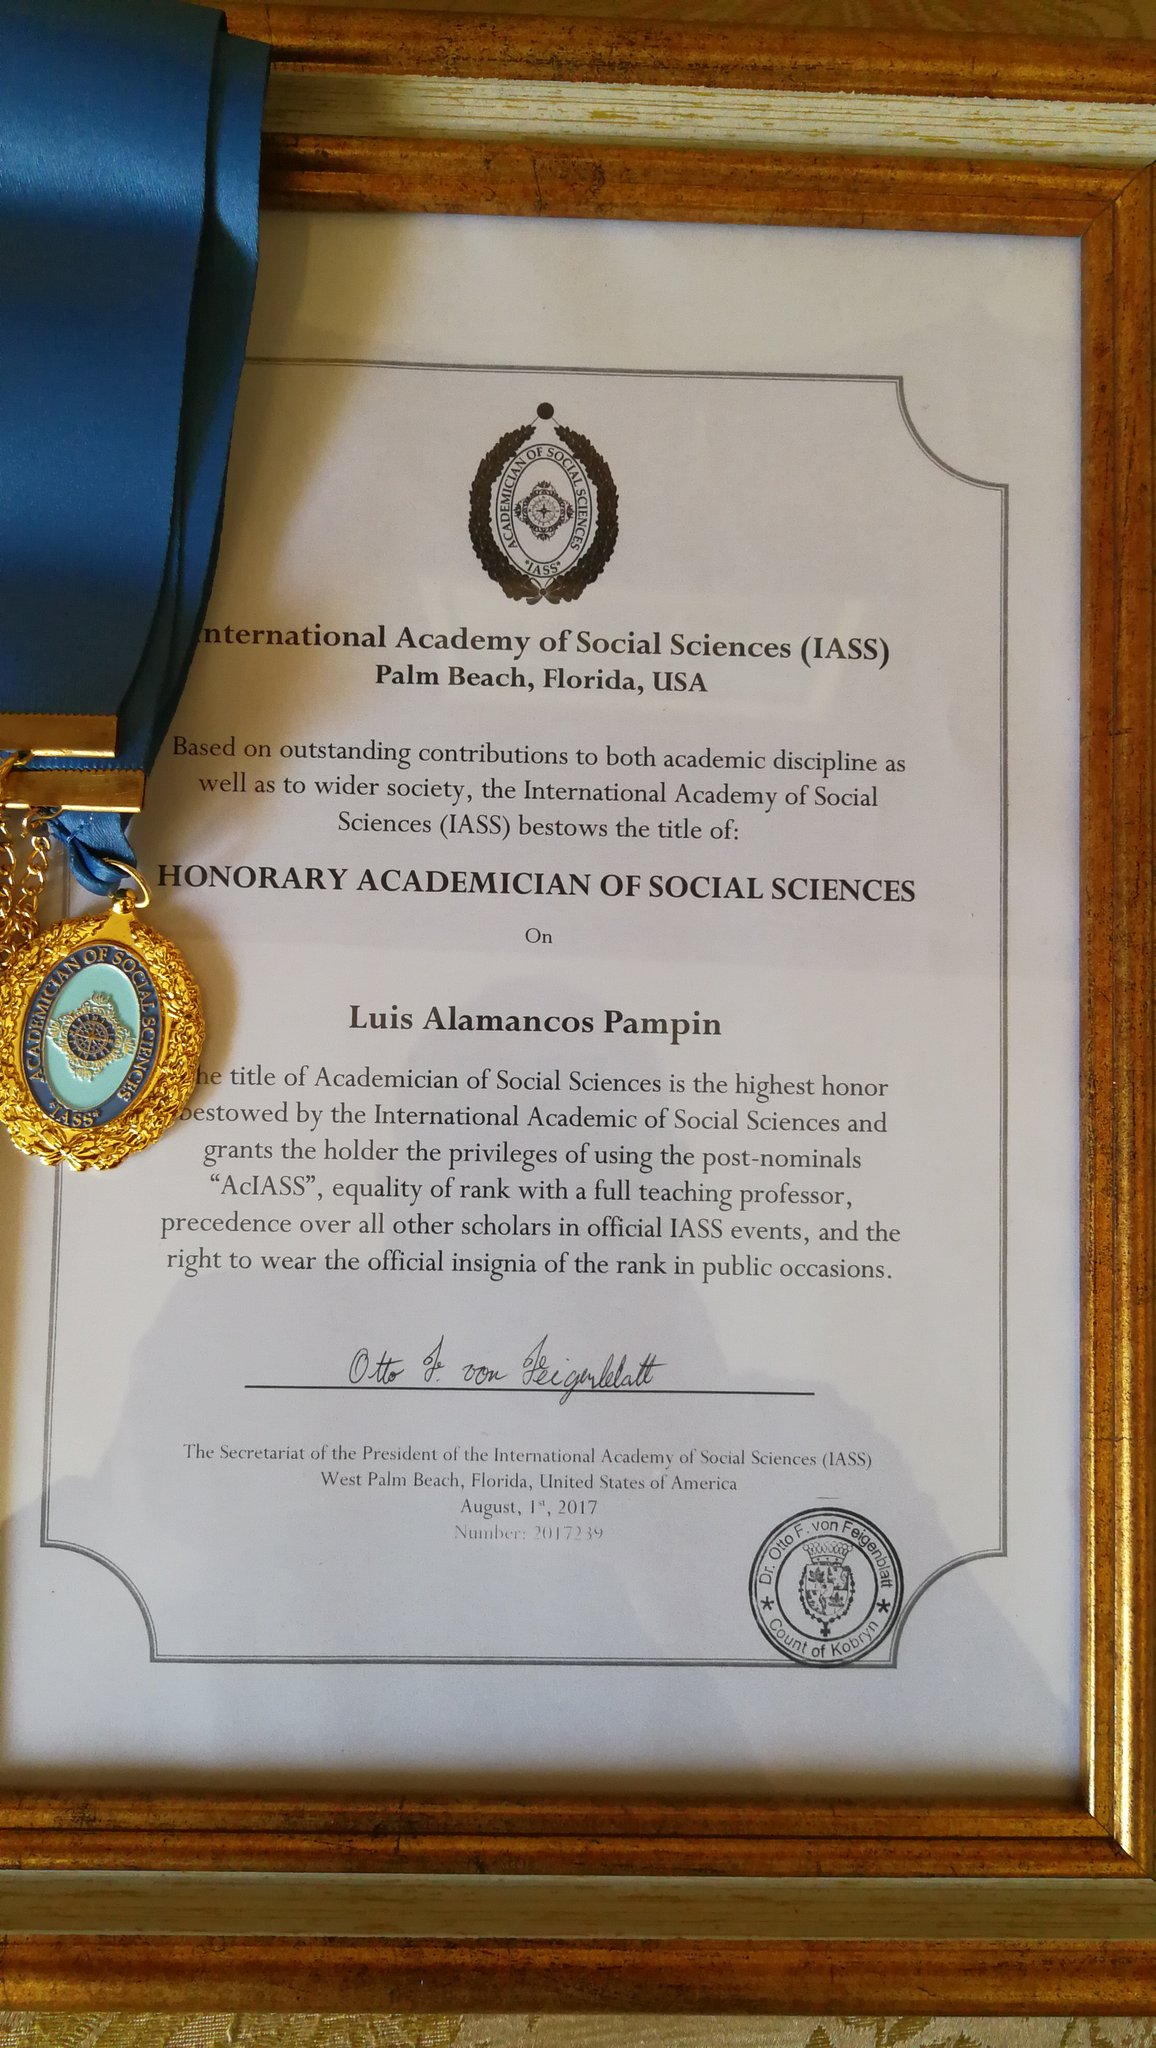 ACADEMICIAN OF SOCIAL SCIENCES
*IASS*
International Academy of Social Sciences (IASS)
Palm Beach, Florida, USA
Based on outstanding contributions to both academic discipline as
well as to wider society, the International Academy of Social
Sciences (IASS) bestows the title of:
HONORARY ACADEMICIAN OF SOCIAL SCIENCES
On
Luis Alamancos Pampin
he title of Academician of Social Sciences is the highest honor
bestowed by the International Academic of Social Sciences and
grants the holder the privileges of using the post-nominals
“AcIASS”, equality of rank with a full teaching professor,
precedence over all other scholars in official IASS events, and the
right to wear the official insignia of the rank in public occasions.
Otto F. von Feigenblatt
The Secretariat of the President of the International Academy of Social Sciences (IASS)
West Palm Beach, Florida, United States of America
August, 1st, 2017
Number: 2017239
Dr. Otto F. von Feigenblatt
* Count of Kobryn *
ACADEMICIAN OF SOCIAL SCIENCES
*IASS*